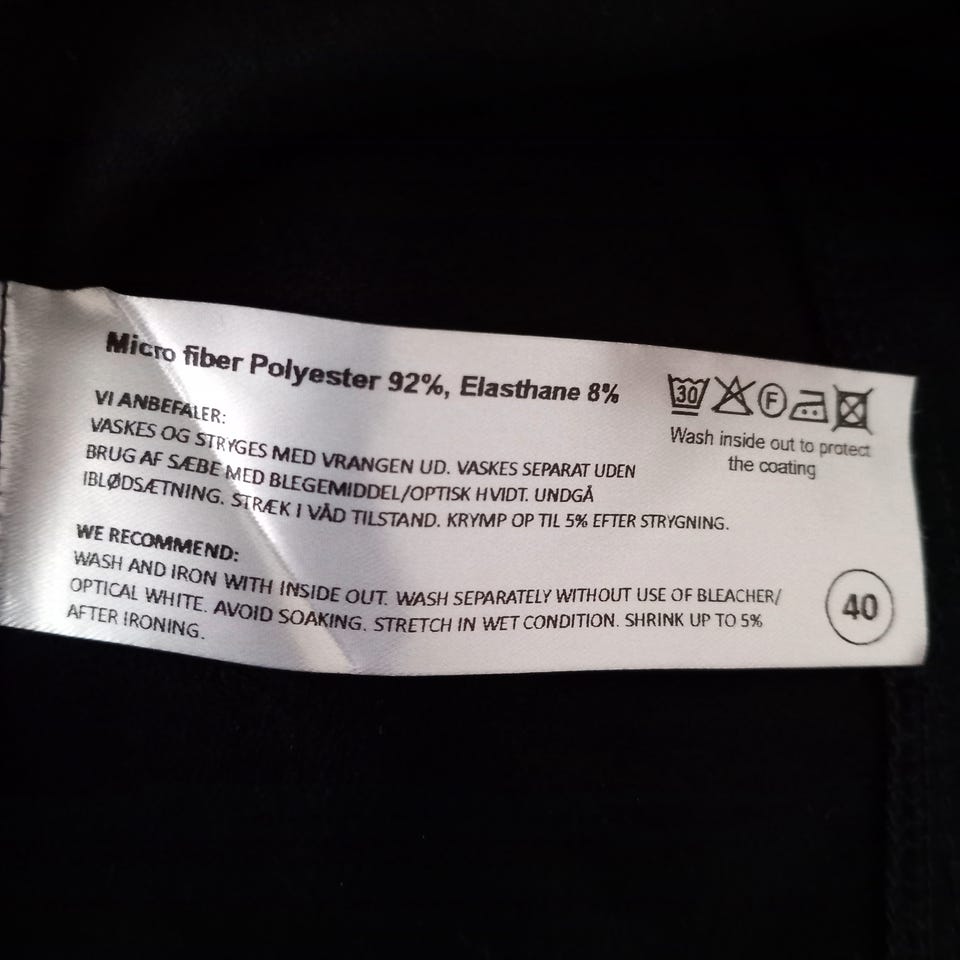 Micro fiber Polyester 92%, Elasthane 8%
30 F
Wash inside out to protect
the coating
VI ANBEFALER:
VASKES OG STRYGES MED VRANGEN UD. VASKES SEPARAT UDEN
BRUG AF SÆBE MED BLEGEMIDDEL/OPTISK HVIDT. UNDGÅ
IBLØDSÆTNING. STRÆK I VÅD TILSTAND. KRYMP OP TIL 5% EFTER STRYGNING.
WE RECOMMEND:
WASH AND IRON WITH INSIDE OUT. WASH SEPARATELY WITHOUT USE OF BLEACHER/
OPTICAL WHITE. AVOID SOAKING. STRETCH IN WET CONDITION. SHRINK UP TO 5%
AFTER IRONING.
40